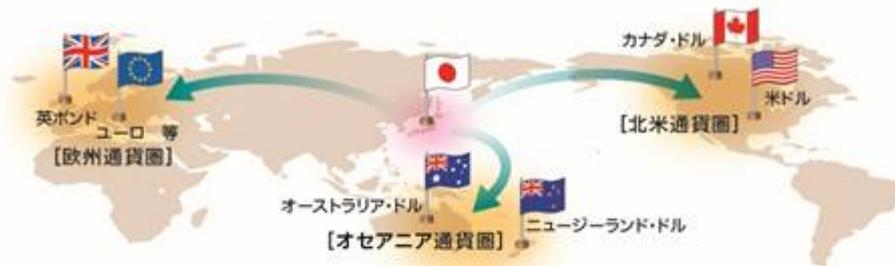 英ポンド
ユーロ 等
[欧州通貨圏]
カナダ・ドル
米ドル
[北米通貨圏]
オーストラリア・ドル
ニュージーランド・ドル
[オセアニア通貨圏]